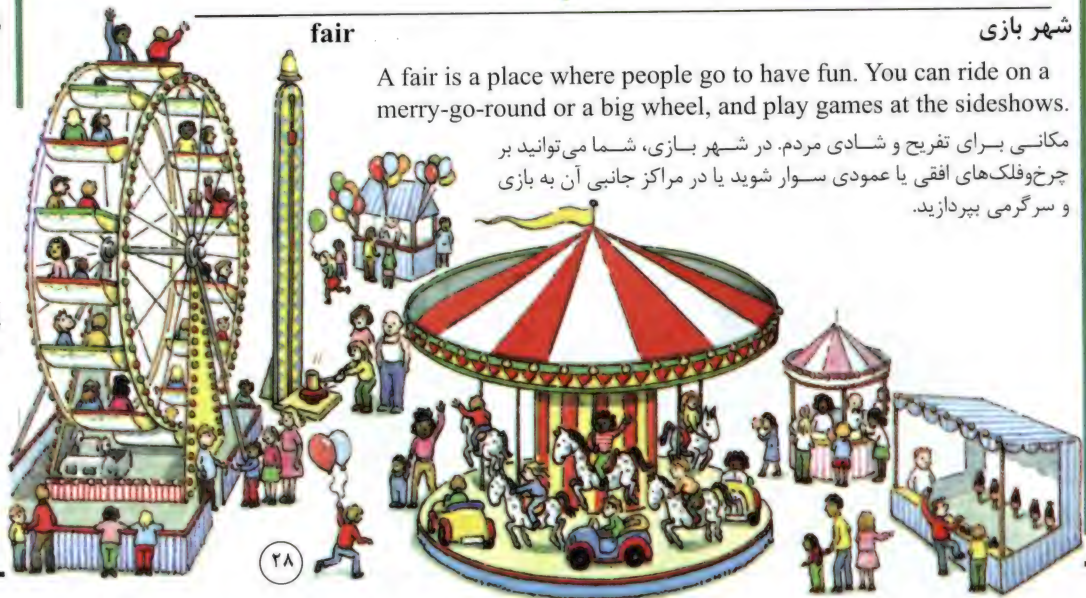 fair
شهر بازی
A fair is a place where people go to have fun. You can ride on a
merry-go-round or a big wheel, and play games at the sideshows.
مکانی برای تفریح و شادی مردم. در شهر بازی، شما می‌توانید بر
چرخ‌وفلک‌های افقی یا عمودی سوار شوید یا در مراکز جانبی آن به بازی
و سرگرمی بپردازید.
۲۸